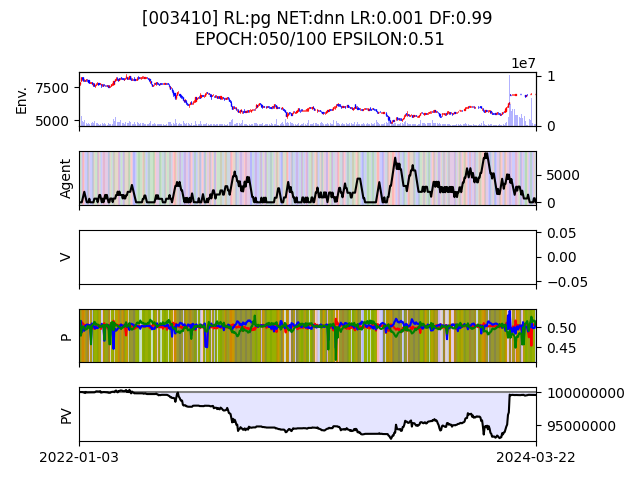 [003410] RL:pg NET:dnn LR:0.001 DF:0.99
EPOCH:050/100 EPSILON:0.51
1e7
Env.
7500
5000
1
0
Agent
5000
0
V
0.05
0.00
−0.05
P
0.50
0.45
PV
100000000
95000000
2022-01-03
2024-03-22